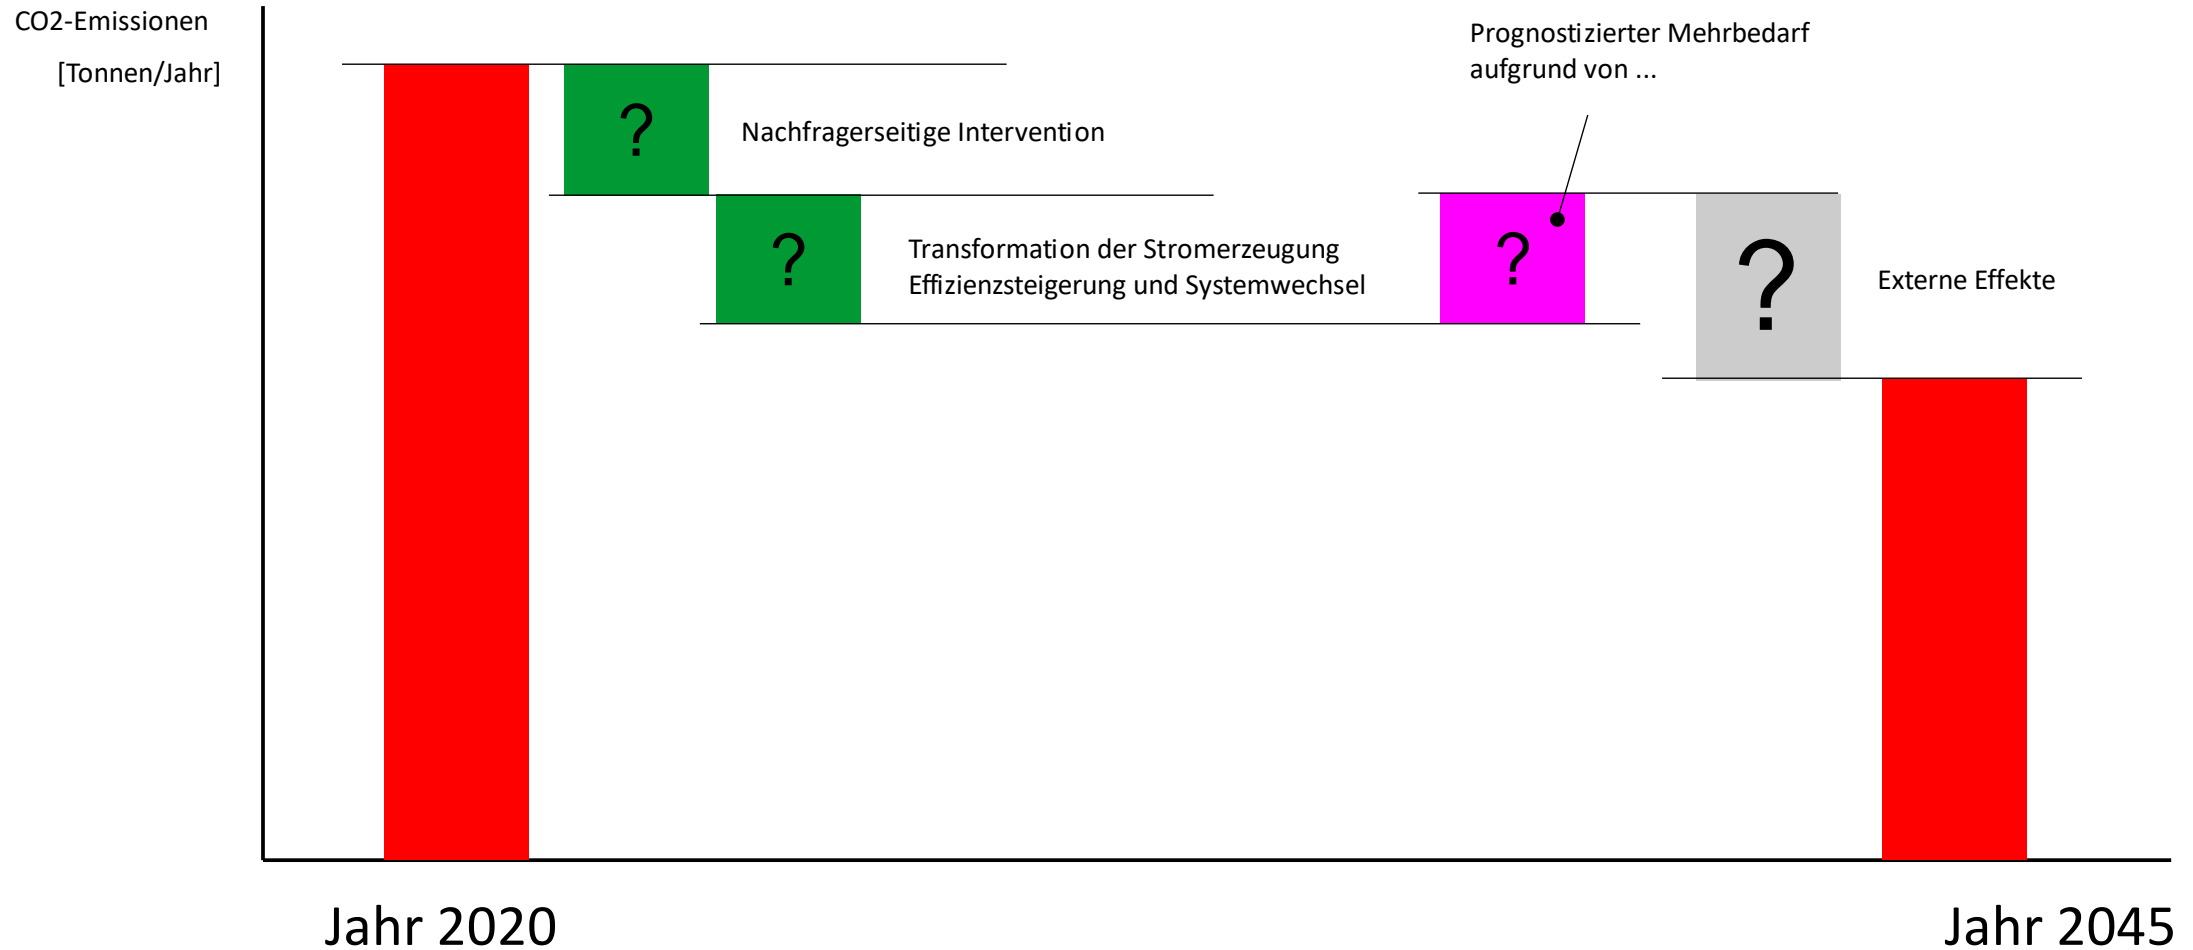 CO2-Emissionen
[Tonnen/Jahr]
Prognostizierter Mehrbedarf
aufgrund von ...
?
Nachfragerseitige Intervention
?
Transformation der Stromerzeugung
Effizienzsteigerung und Systemwechsel
?
?
Externe Effekte
Jahr 2020
Jahr 2045